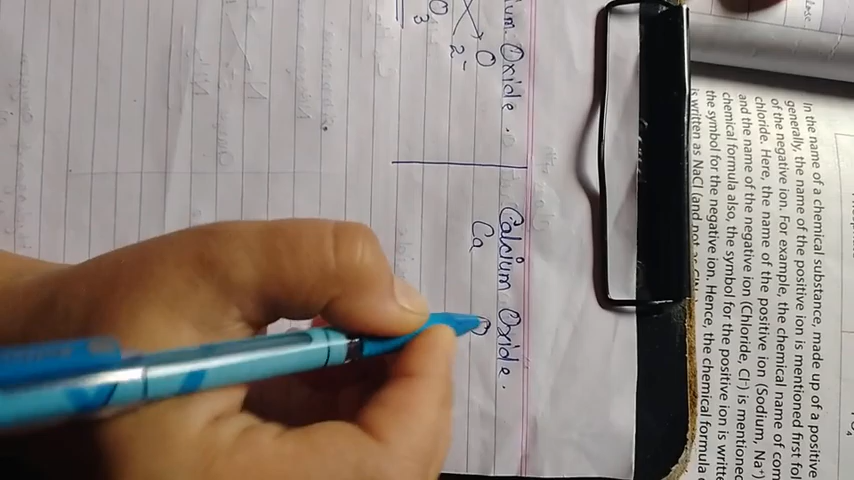 ium Oxide.
O
2-
O
3
Calcium Oxide.
Ca O
lease
In the name of a chemical substance, made up of a positive
generally, the name of the positive ion is mentioned first fol
of the negative ion. For example, the chemical name of com
chloride. Here, the name of the positive ion (Sodium, Na⁺)
and the name of the negative ion (Chloride, Cl⁻) is mentioned
chemical formula also, the symbol for the positive ion is writte
the symbol for the negative ion. Hence, the chemical formula o
is written as NaCl (and not as